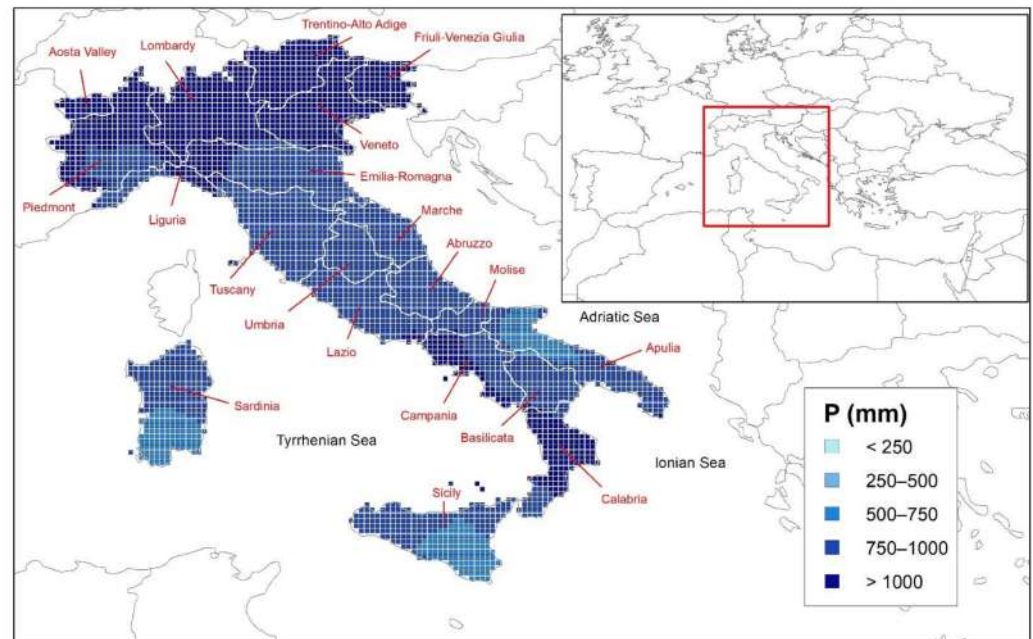 Trentino-Alto Adige
Friuli-Venezia Giulia
Lombardy
Aosta Valley
Veneto
Emilia-Romagna
Piedmont
Liguria
Marche
Abruzzo
Tuscany
Molise
Umbria
Adriatic Sea
Lazio
Apulia
Sardinia
Campania
Tyrrhenian Sea
Basilicata
Ionian Sea
Sicily
Calabria
P (mm)
< 250
250–500
500–750
750–1000
> 1000